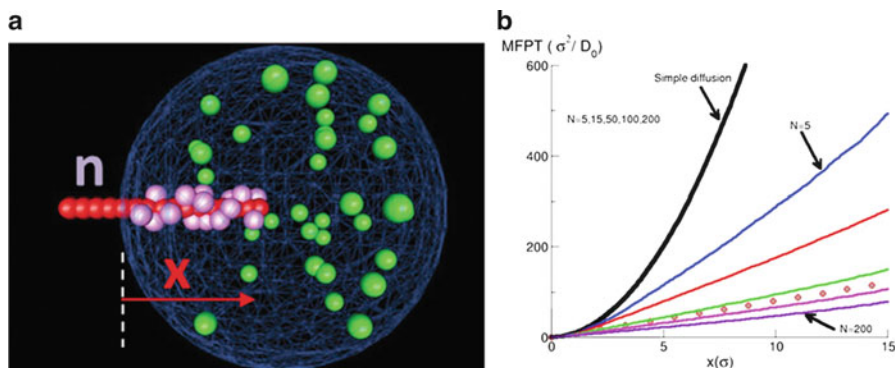 a
n
X
b
MFPT ( σ²/ D₀ )
600
400
200
0
Simple diffusion
N=5,15,50,100,200
N=5
N=200
0
5
10
15
x(σ)